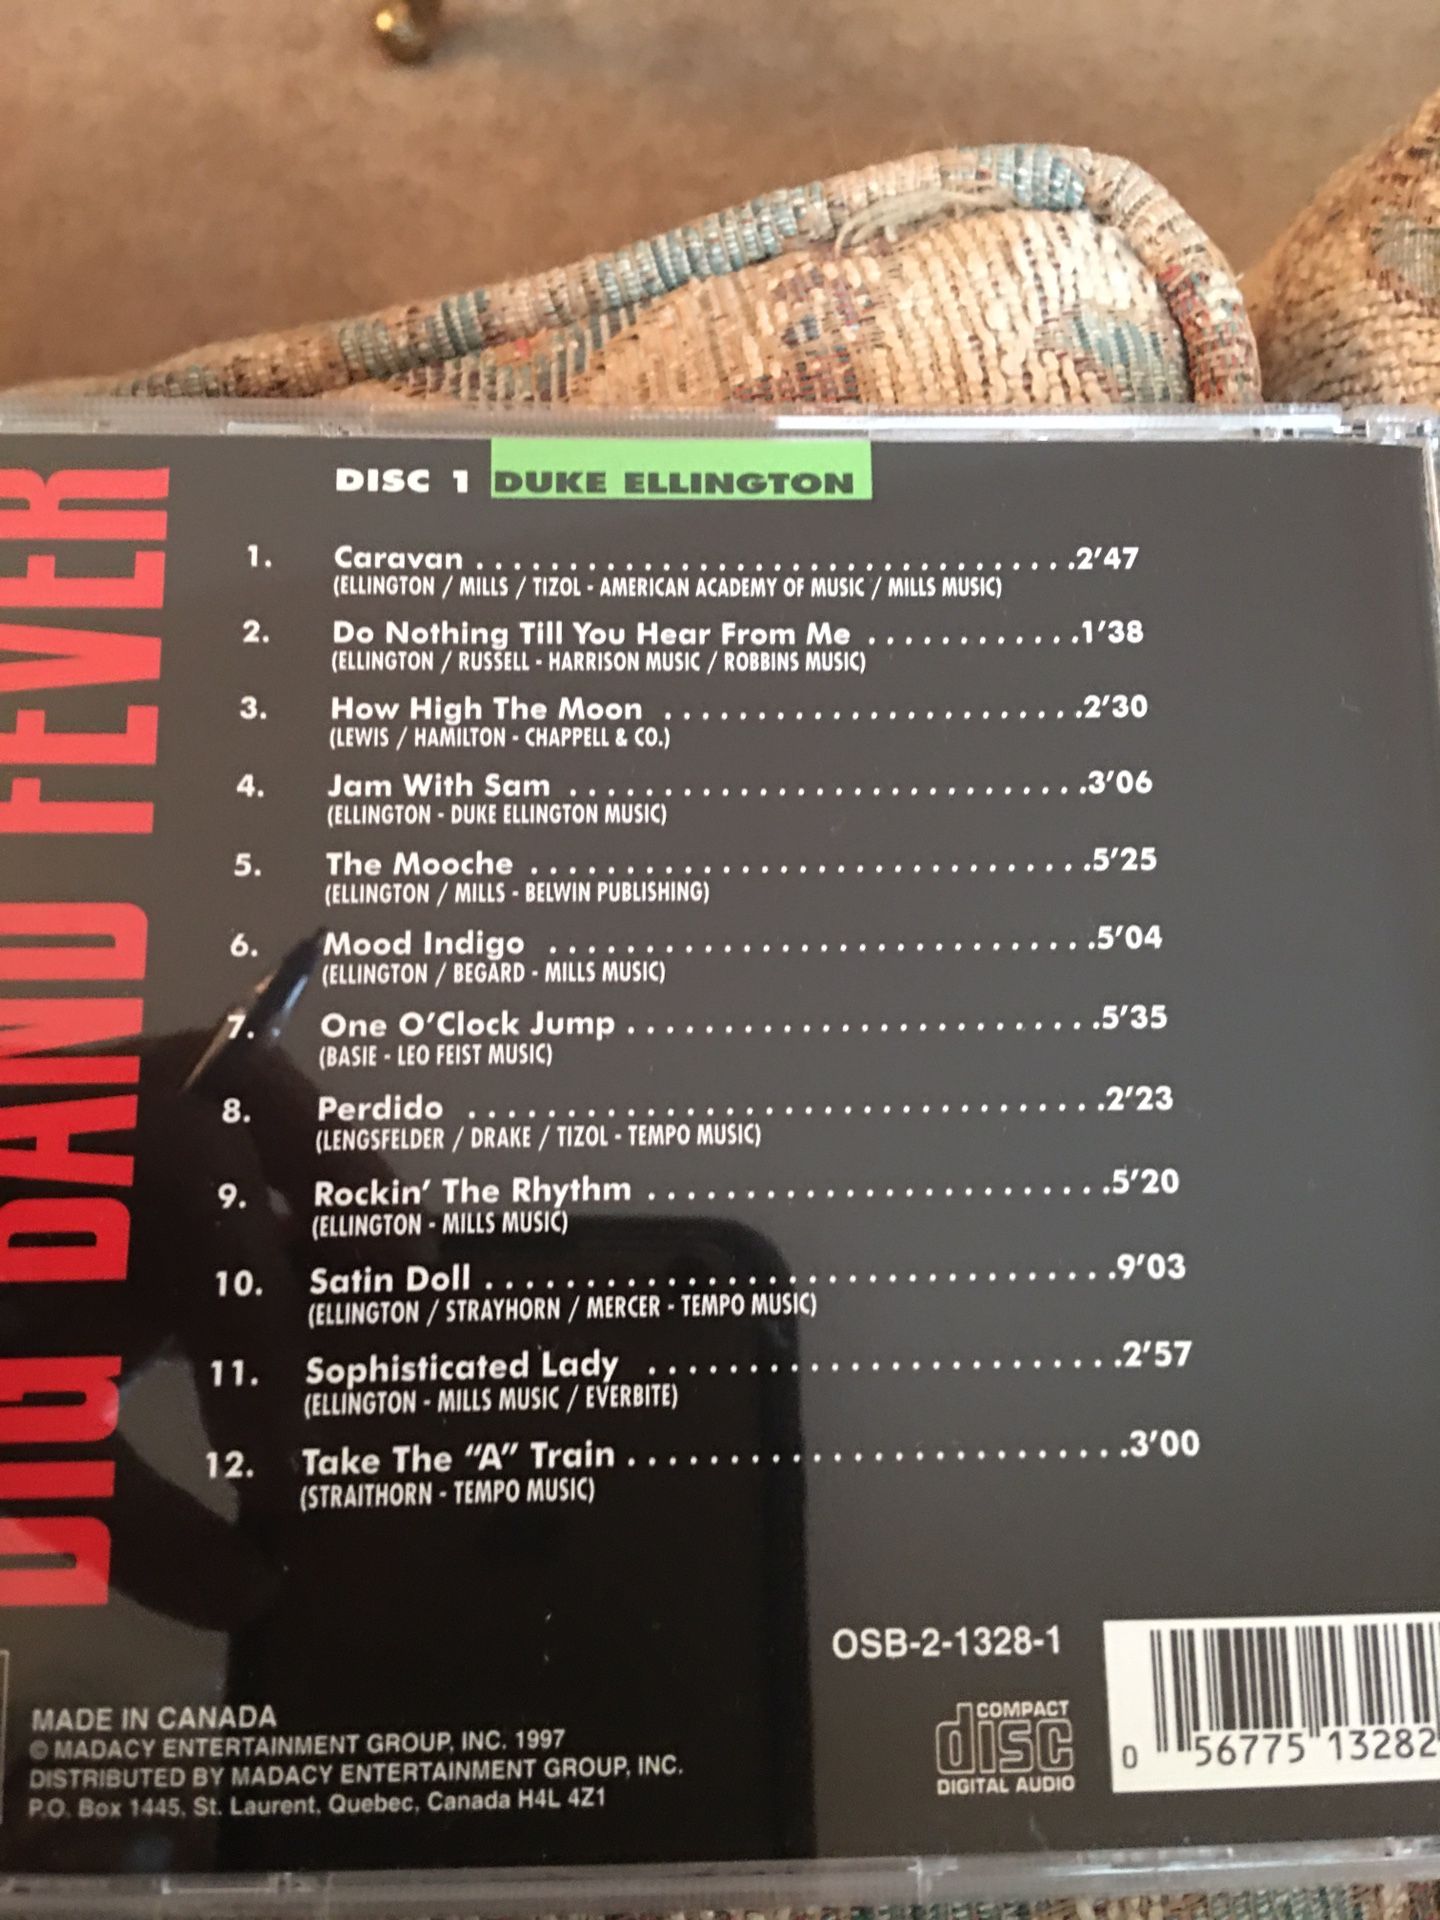 BIG BAND FEVER
DISC 1 DUKE ELLINGTON
1. Caravan 2'47
(ELLINGTON / MILLS / TIZOL - AMERICAN ACADEMY OF MUSIC / MILLS MUSIC)
2. Do Nothing Till You Hear From Me 1'38
(ELLINGTON / RUSSELL - HARRISON MUSIC / ROBBINS MUSIC)
3. How High The Moon 2'30
(LEWIS / HAMILTON - CHAPPELL & CO.)
4. Jam With Sam 3'06
(ELLINGTON - DUKE ELLINGTON MUSIC)
5. The Mooche 5'25
(ELLINGTON / MILLS - BELWIN PUBLISHING)
6. Mood Indigo 5'04
(ELLINGTON / BEGARD - MILLS MUSIC)
7. One O'Clock Jump 5'35
(BASIE - LEO FEIST MUSIC)
8. Perdido 2'23
(LENGSFELDER / DRAKE / TIZOL - TEMPO MUSIC)
9. Rockin' The Rhythm 5'20
(ELLINGTON - MILLS MUSIC)
10. Satin Doll 9'03
(ELLINGTON / STRAYHORN / MERCER - TEMPO MUSIC)
11. Sophisticated Lady 2'57
(ELLINGTON - MILLS MUSIC / EVERBITE)
12. Take The "A" Train 3'00
(STRAITHORN - TEMPO MUSIC)
OSB-2-1328-1
MADE IN CANADA
© MADACY ENTERTAINMENT GROUP, INC. 1997
DISTRIBUTED BY MADACY ENTERTAINMENT GROUP, INC.
P.O. Box 1445, St. Laurent, Quebec, Canada H4L 4Z1
COMPACT
disc
DIGITAL AUDIO
0 56775 13282